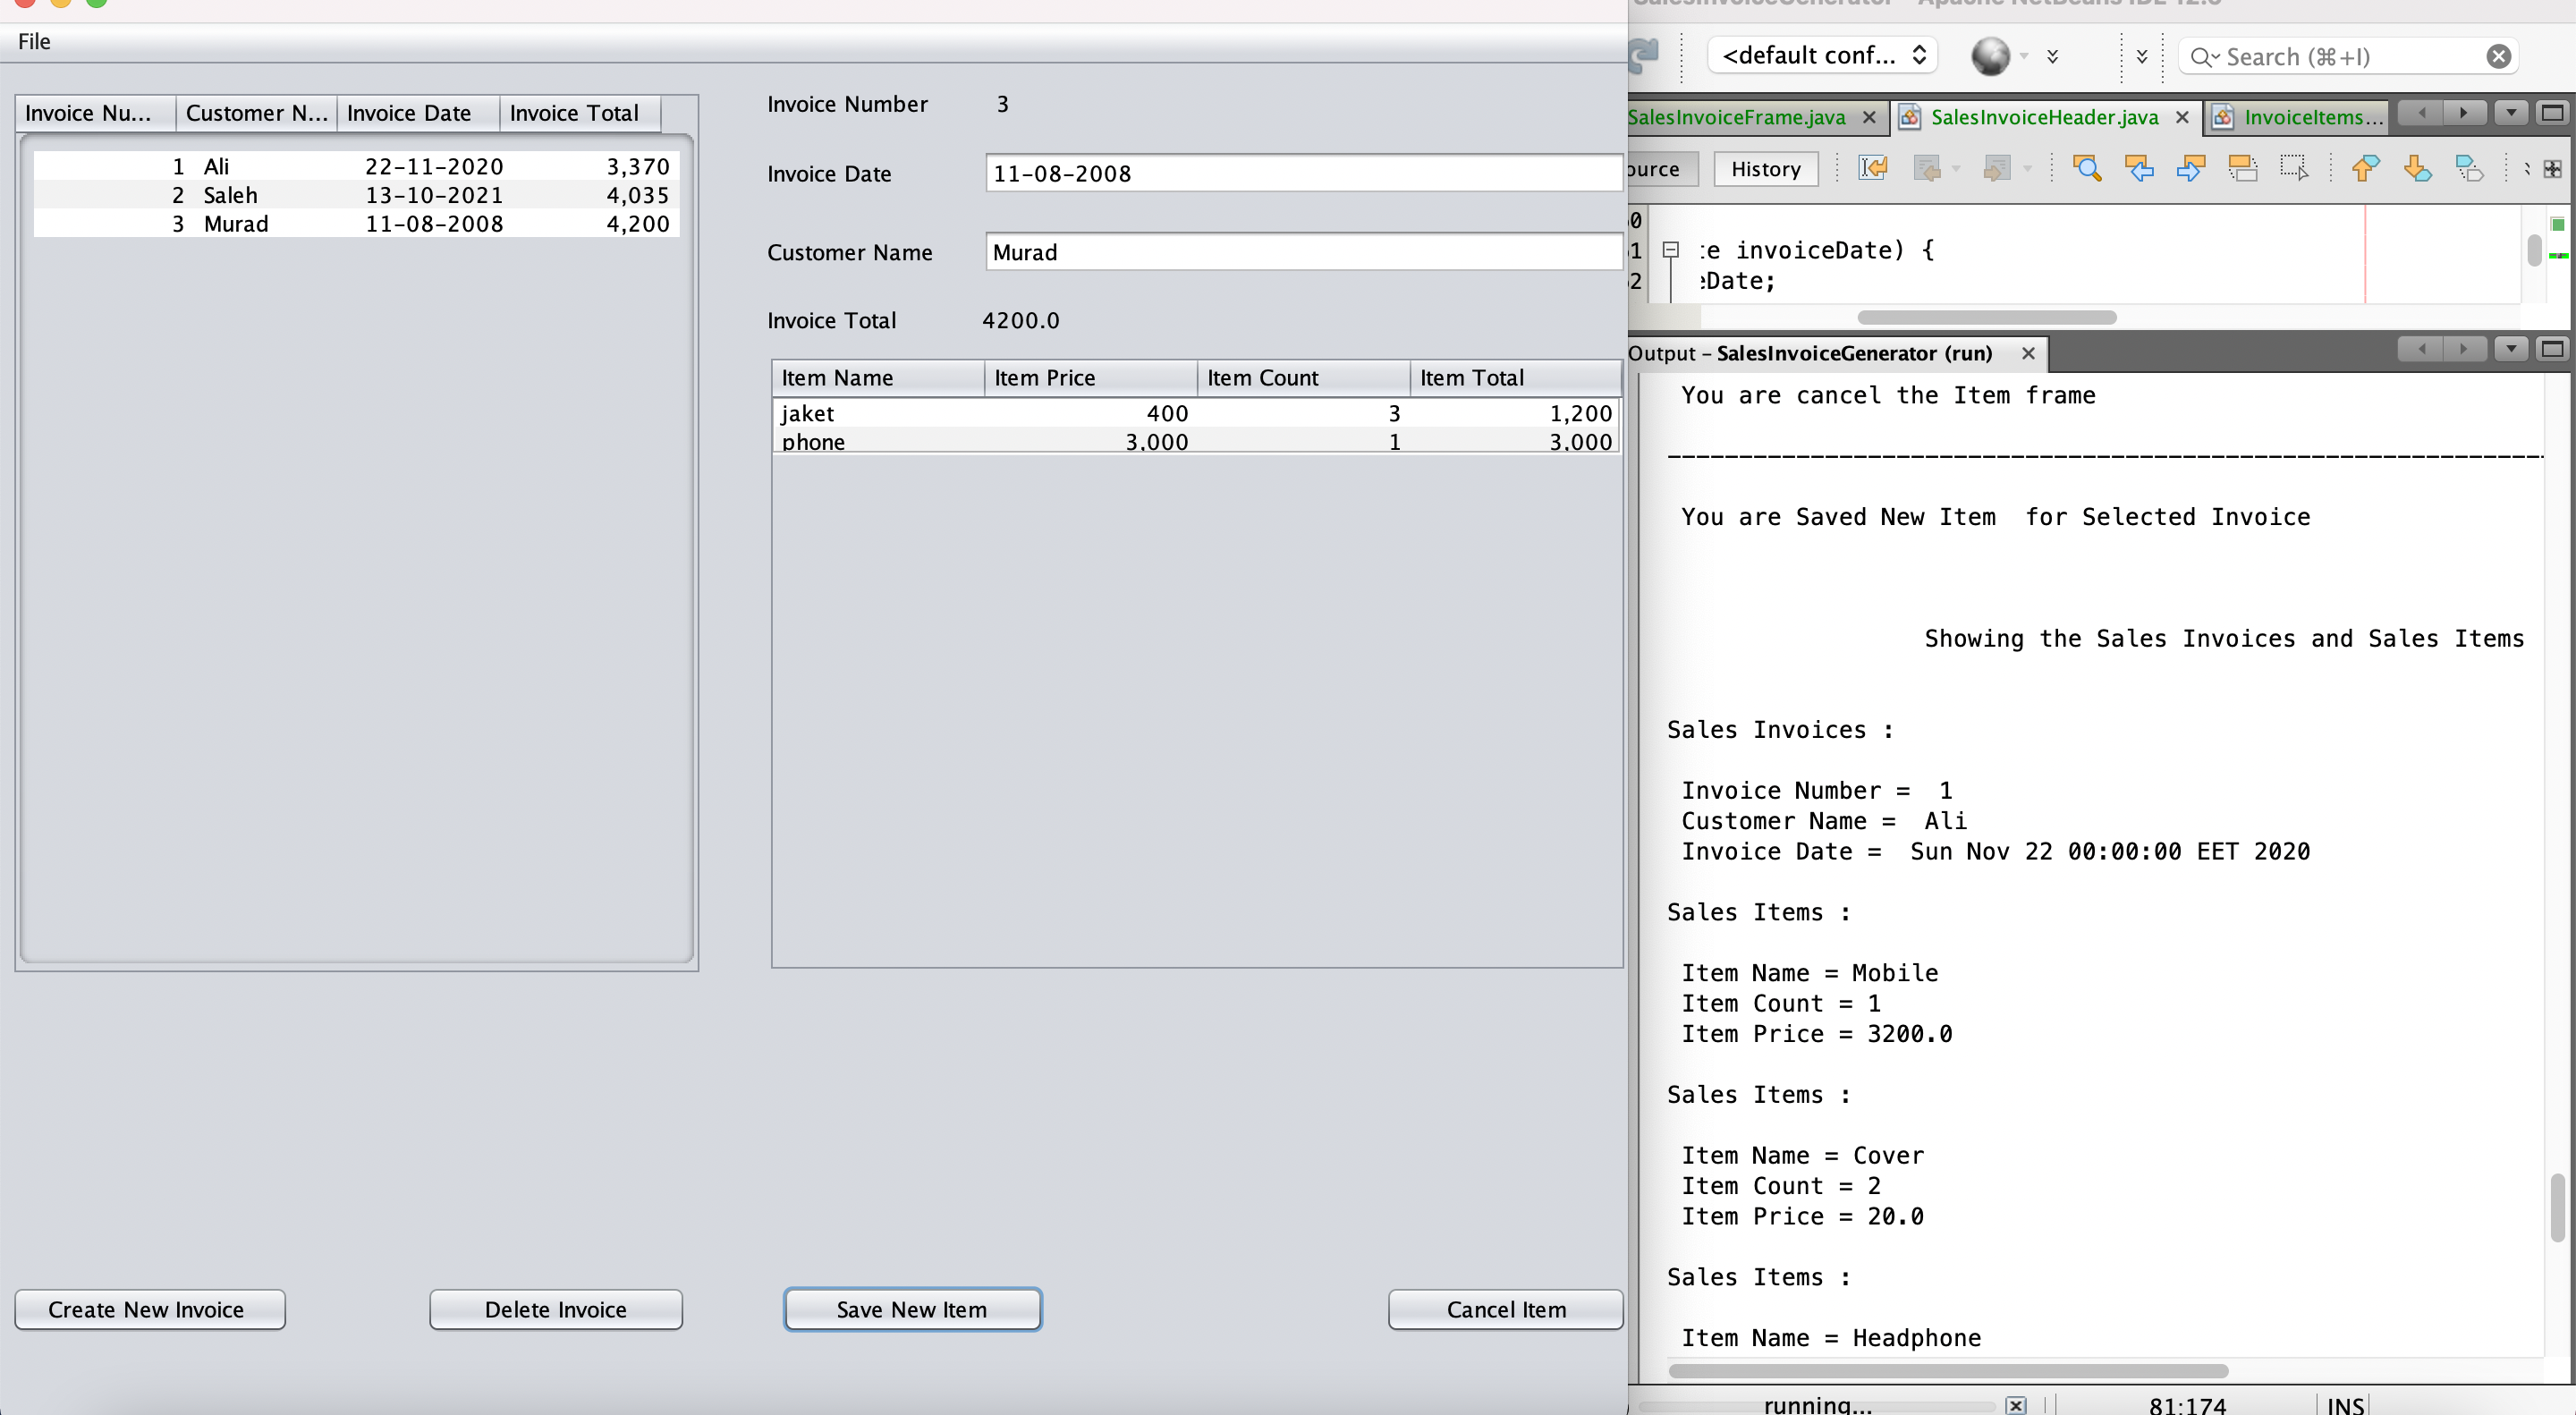 File
Invoice Nu... Customer N... Invoice Date Invoice Total
1 Ali 22-11-2020 3,370
2 Saleh 13-10-2021 4,035
3 Murad 11-08-2008 4,200
Invoice Number 3
Invoice Date 11-08-2008
Customer Name Murad
Invoice Total 4200.0
Item Name Item Price Item Count Item Total
jaket 400 3 1,200
phone 3,000 1 3,000
Create New Invoice Delete Invoice Save New Item Cancel Item
SalesInvoiceGenerator - Apache NetBeans IDE
<default conf... Search (⌘+I)
SalesInvoiceFrame.java SalesInvoiceHeader.java InvoiceItems...
ource History
0
1 te invoiceDate) {
2 eDate;
Output - SalesInvoiceGenerator (run)
You are cancel the Item frame
-------------------------------------------------------------
You are Saved New Item  for Selected Invoice
Showing the Sales Invoices and Sales Items
Sales Invoices :
Invoice Number =  1
Customer Name =  Ali
Invoice Date =  Sun Nov 22 00:00:00 EET 2020
Sales Items :
Item Name = Mobile
Item Count = 1
Item Price = 3200.0
Sales Items :
Item Name = Cover
Item Count = 2
Item Price = 20.0
Sales Items :
Item Name = Headphone
running... 81:174 INS